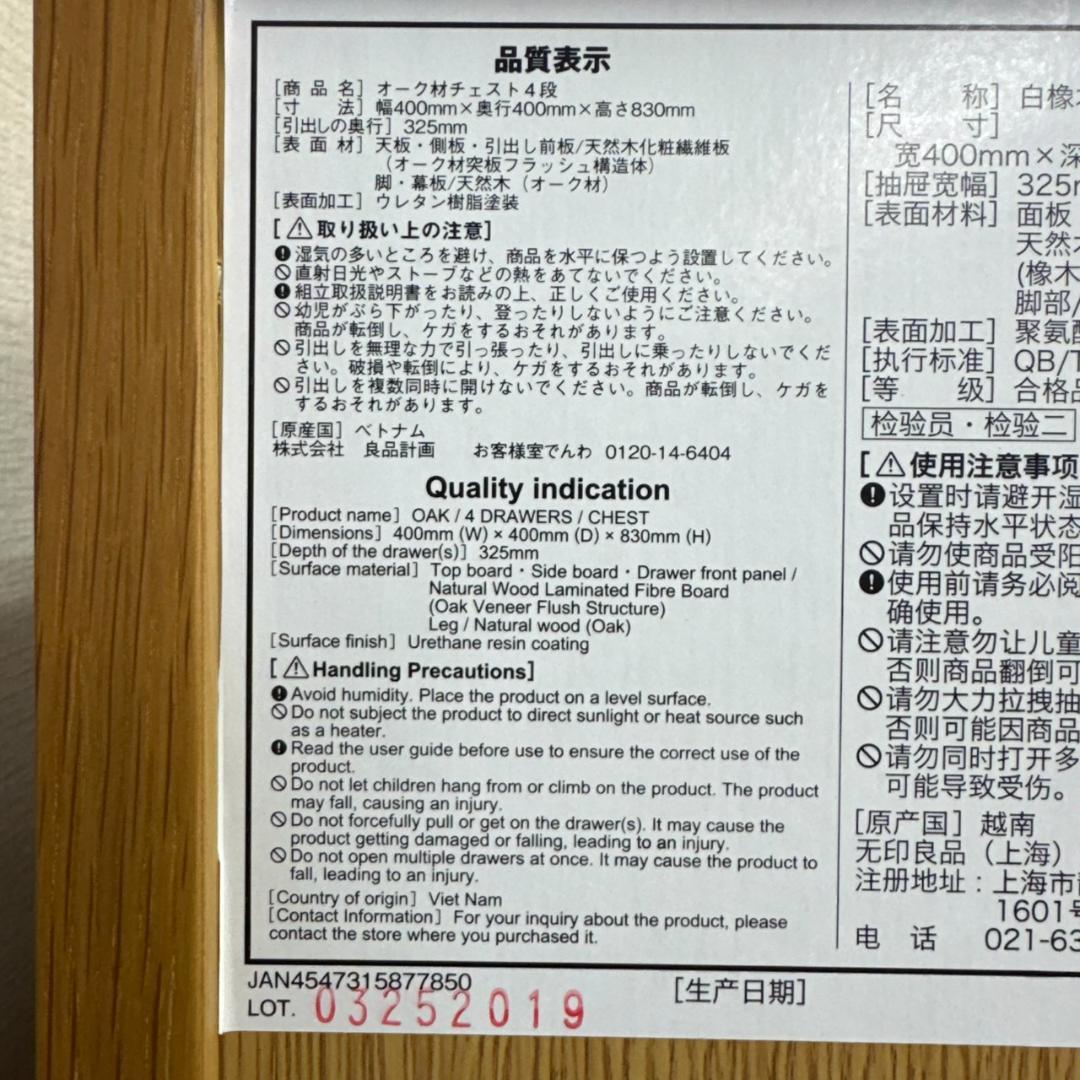 品質表示
[商品名] オーク材チェスト4段
[寸法] 幅400mm×奥行400mm×高さ830mm
[引出しの奥行] 325mm
[表面材] 天板・側板・引出し前板/天然木化粧繊維板
(オーク材突板フラッシュ構造体)
脚・幕板/天然木(オーク材)
[表面加工] ウレタン樹脂塗装
[⚠取り扱い上の注意]
湿気の多いところを避け、商品を水平に保つよう設置してください。
直射日光やストーブなどの熱をあてないでください。
組立取扱説明書をお読みの上、正しくご使用ください。
幼児がぶら下がったり、登ったりしないようにご注意ください。
商品が転倒し、ケガをするおそれがあります。
引出しを無理な力で引っ張ったり、引出しに乗ったりしないでくだ
さい。破損や転倒により、ケガをするおそれがあります。
引出しを複数同時に開けないでください。商品が転倒し、ケガを
するおそれがあります。
[原産国] ベトナム
株式会社 良品計画 お客様室でんわ 0120-14-6404
Quality indication
[Product name] OAK / 4 DRAWERS / CHEST
[Dimensions] 400mm (W) × 400mm (D) × 830mm (H)
[Depth of the drawer(s)] 325mm
[Surface material] Top board・Side board・Drawer front panel /
Natural Wood Laminated Fibre Board
(Oak Veneer Flush Structure)
Leg / Natural wood (Oak)
[Surface finish] Urethane resin coating
[⚠Handling Precautions]
Avoid humidity. Place the product on a level surface.
Do not subject the product to direct sunlight or heat source such
as a heater.
Read the user guide before use to ensure the correct use of the
product.
Do not let children hang from or climb on the product. The product
may fall, causing an injury.
Do not forcefully pull or get on the drawer(s). It may cause the
product getting damaged or falling, leading to an injury.
Do not open multiple drawers at once. It may cause the product to
fall, leading to an injury.
[Country of origin] Viet Nam
[Contact Information] For your inquiry about the product, please
contact the store where you purchased it.
JAN4547315877850
LOT. 03252019
[名称] 白橡
[尺寸]
宽400mm×深
[抽屉宽幅] 325
[表面材料] 面板
天然
(橡木
脚部/
[表面加工] 聚氨
[执行标准] QB/T
[等级] 合格品
检验员・检验二
[⚠使用注意事项
设置时请避开湿
品保持水平状态
请勿使商品受阳
使用前请务必阅
确使用。
请注意勿让儿童
否则商品翻倒可
请勿大力拉拽抽
否则可能因商品
请勿同时打开多
可能导致受伤。
[原产国] 越南
无印良品(上海)
注册地址:上海市
1601号
电话 021-63
[生产日期]